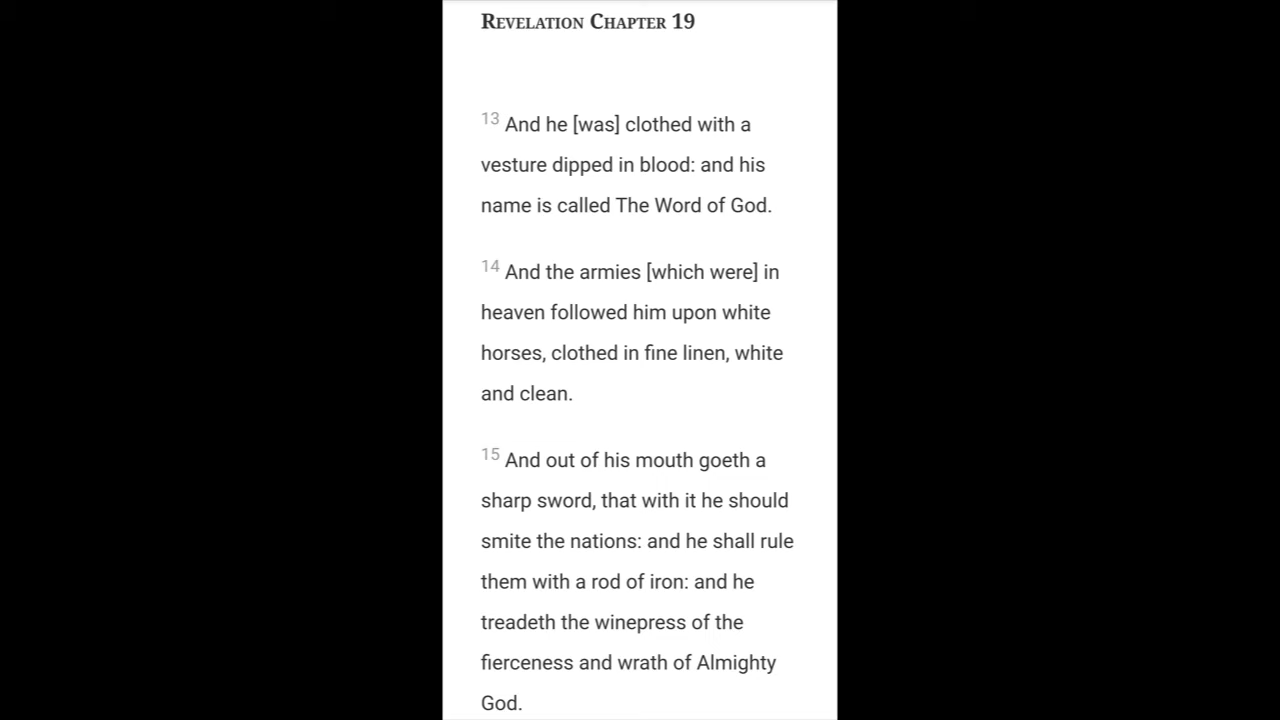 Revelation Chapter 19
13 And he [was] clothed with a
vesture dipped in blood: and his
name is called The Word of God.
14 And the armies [which were] in
heaven followed him upon white
horses, clothed in fine linen, white
and clean.
15 And out of his mouth goeth a
sharp sword, that with it he should
smite the nations: and he shall rule
them with a rod of iron: and he
treadeth the winepress of the
fierceness and wrath of Almighty
God.